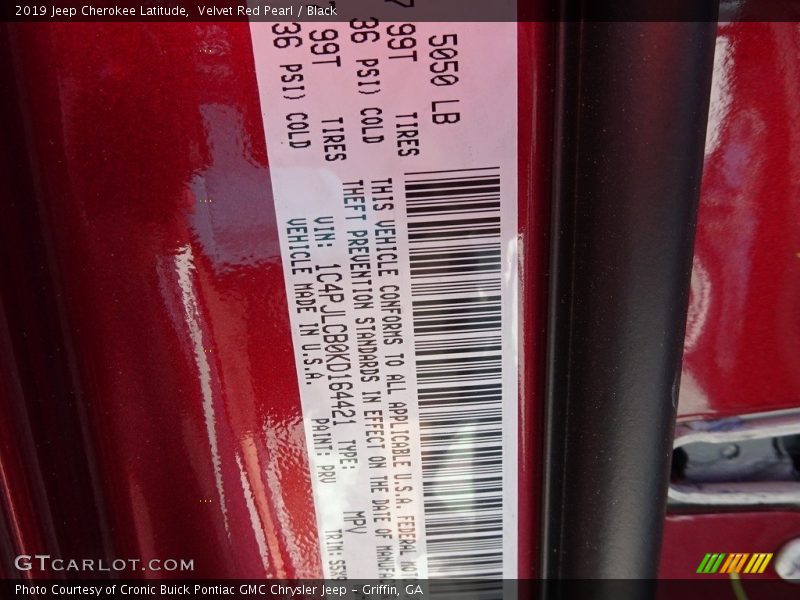 2019 Jeep Cherokee Latitude,  Velvet Red Pearl / Black
5050 LB
99T TIRES
36 PSI) COLD
99T TIRES
36 PSI) COLD
THIS VEHICLE CONFORMS TO ALL APPLICABLE U.S.A. FEDERAL
THEFT PREVENTION STANDARDS IN EFFECT ON THE DATE OF
VIN: 1C4PJLCB0KD164421 TYPE: MPV
VEHICLE MADE IN U.S.A. PAINT: PRV TRIM:
GTCARLOT.COM
Photo Courtesy of Cronic Buick Pontiac GMC Chrysler Jeep - Griffin, GA